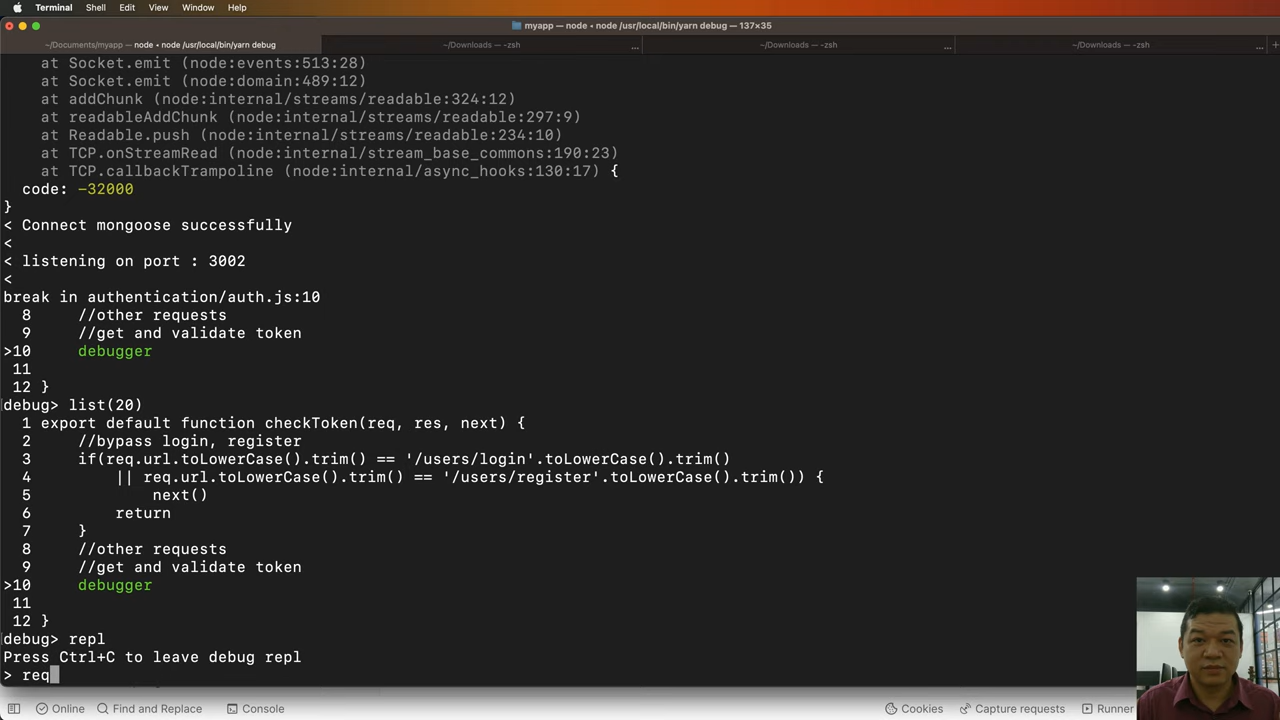 Terminal Shell Edit View Window Help
myapp — node ◂ node /usr/local/bin/yarn debug — 137×35
~/Documents/myapp — node ◂ node /usr/local/bin/yarn debug
~/Downloads — -zsh ...
~/Downloads — -zsh ...
~/Downloads — -zsh ...
at Socket.emit (node:events:513:28)
at Socket.emit (node:domain:489:12)
at addChunk (node:internal/streams/readable:324:12)
at readableAddChunk (node:internal/streams/readable:297:9)
at Readable.push (node:internal/streams/readable:234:10)
at TCP.onStreamRead (node:internal/stream_base_commons:190:23)
at TCP.callbackTrampoline (node:internal/async_hooks:130:17) {
code: -32000
}
< Connect mongoose successfully
<
< listening on port : 3002
<
break in authentication/auth.js:10
8 //other requests
9 //get and validate token
>10 debugger
11
12 }
debug> list(20)
1 export default function checkToken(req, res, next) {
2 //bypass login, register
3 if(req.url.toLowerCase().trim() == '/users/login'.toLowerCase().trim()
4 || req.url.toLowerCase().trim() == '/users/register'.toLowerCase().trim()) {
5 next()
6 return
7 }
8 //other requests
9 //get and validate token
>10 debugger
11
12 }
debug> repl
Press Ctrl+C to leave debug repl
> req
Online Find and Replace Console Cookies Capture requests Runner